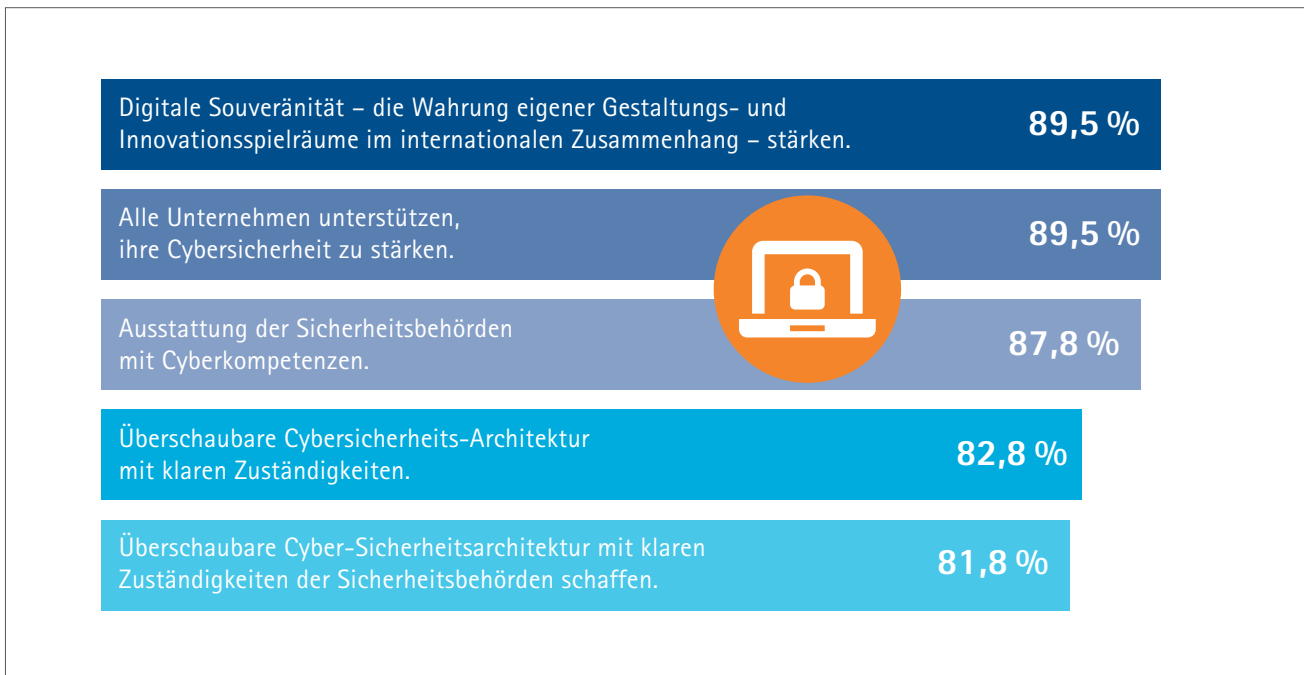 Digitale Souveränität – die Wahrung eigener Gestaltungs- und
Innovationsspielräume im internationalen Zusammenhang – stärken.
89,5 %
Alle Unternehmen unterstützen,
ihre Cybersicherheit zu stärken.
89,5 %
Ausstattung der Sicherheitsbehörden
mit Cyberkompetenzen.
87,8 %
Überschaubare Cybersicherheits-Architektur
mit klaren Zuständigkeiten.
82,8 %
Überschaubare Cyber-Sicherheitsarchitektur mit klaren
Zuständigkeiten der Sicherheitsbehörden schaffen.
81,8 %